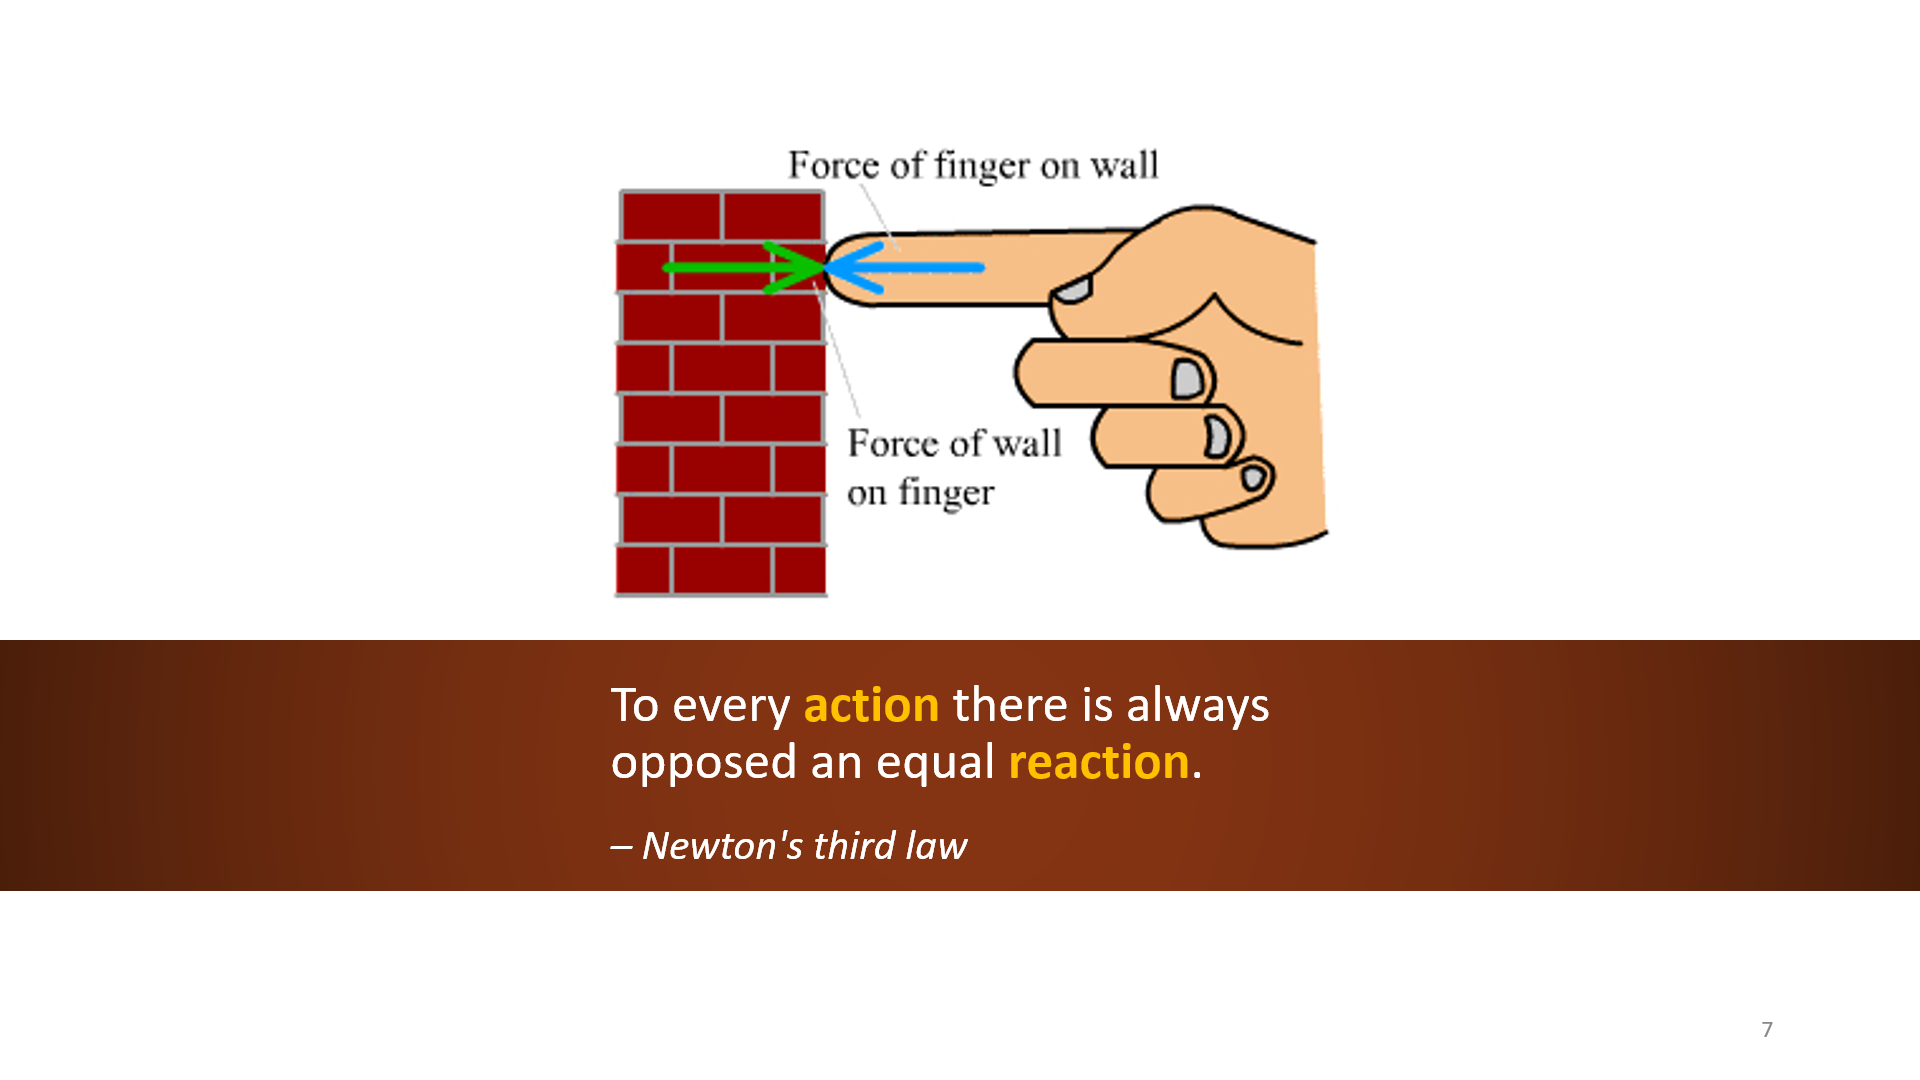 Force of finger on wall
Force of wall
on finger
To every action there is always
opposed an equal reaction.
– Newton's third law
7